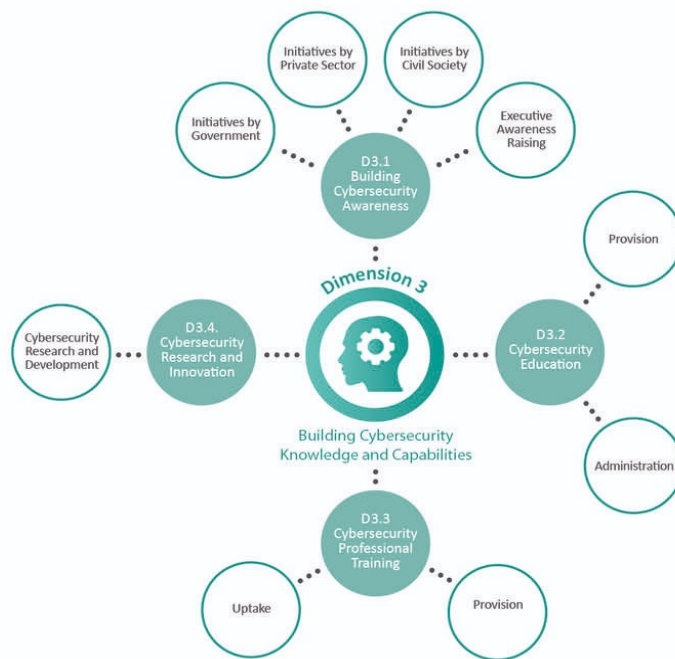 Initiatives by
Private Sector
Initiatives by
Civil Society
Initiatives by
Government
Executive
Awareness
Raising
D3.1
Building
Cybersecurity
Awareness
Provision
Dimension 3
Cybersecurity
Research and
Development
D3.4.
Cybersecurity
Research and
Innovation
D3.2
Cybersecurity
Education
Building Cybersecurity
Knowledge and Capabilities
Administration
D3.3
Cybersecurity
Professional
Training
Uptake
Provision